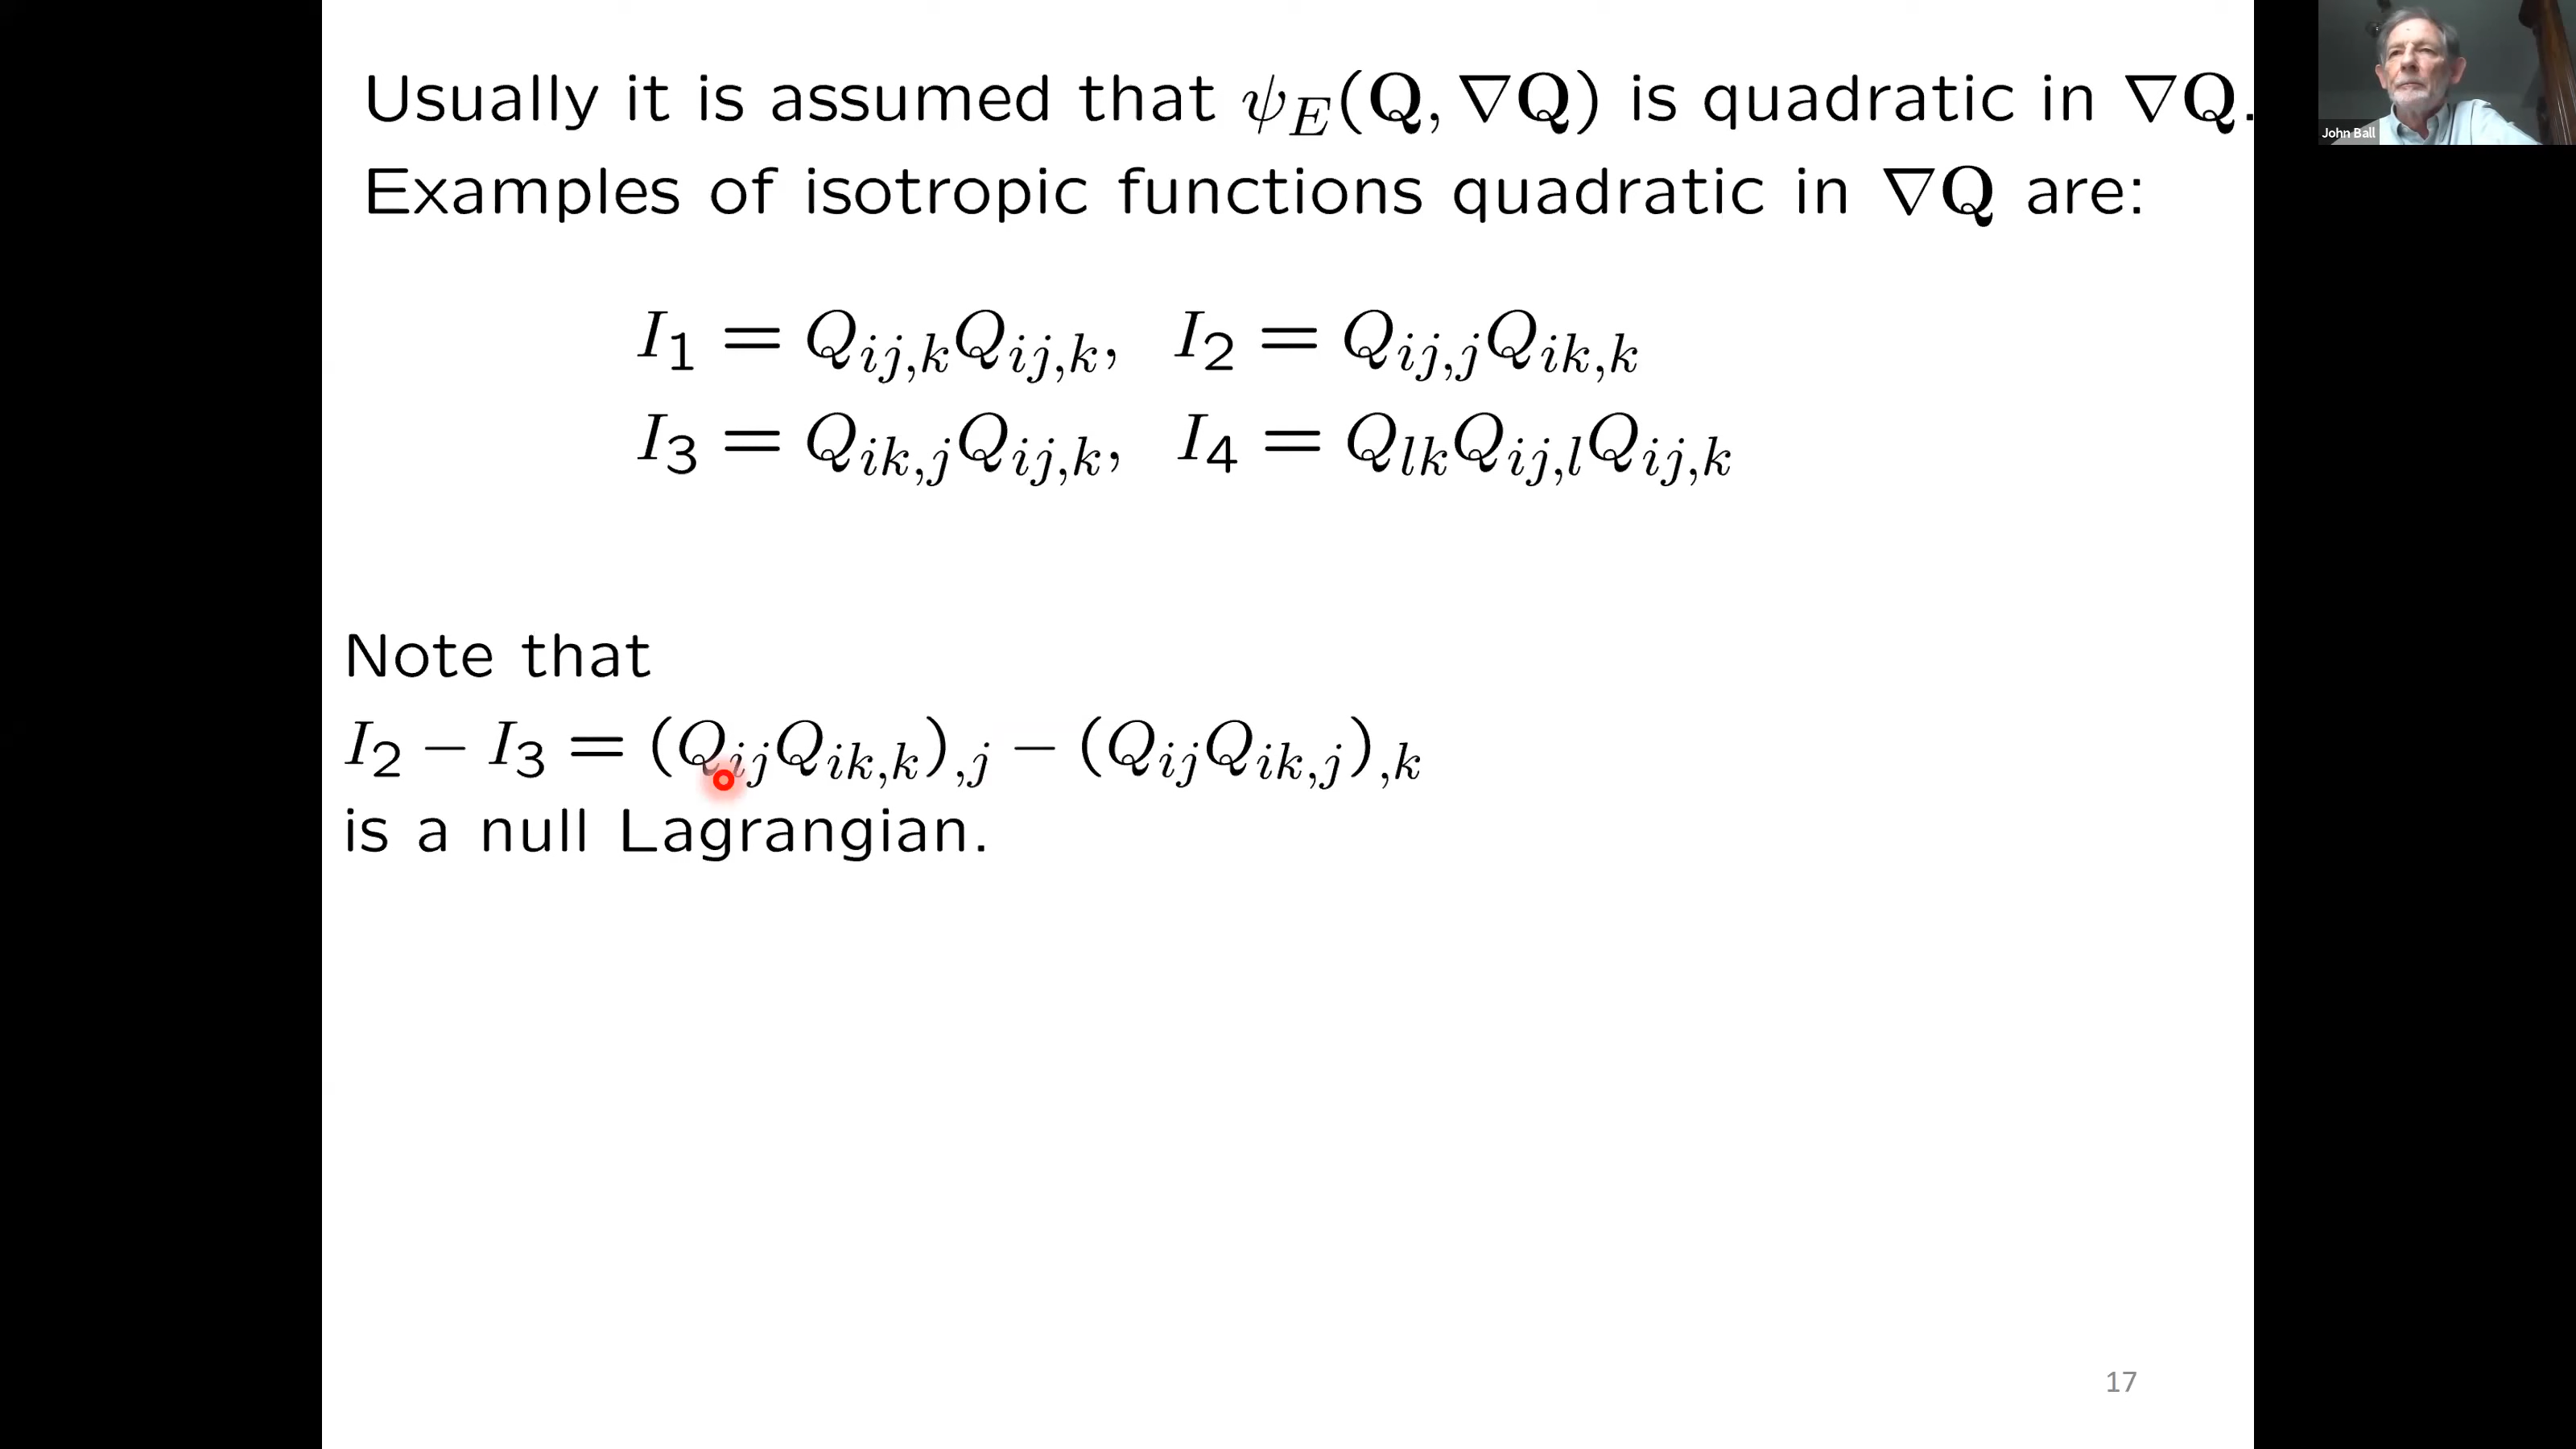 Usually it is assumed that ψ_E(Q, ∇Q) is quadratic in ∇Q.
Examples of isotropic functions quadratic in ∇Q are:
I_1 = Q_{ij,k}Q_{ij,k}, I_2 = Q_{ij,j}Q_{ik,k}
I_3 = Q_{ik,j}Q_{ij,k}, I_4 = Q_{lk}Q_{ij,l}Q_{ij,k}
Note that
I_2 − I_3 = (Q_{ij}Q_{ik,k})_{,j} − (Q_{ij}Q_{ik,j})_{,k}
is a null Lagrangian.
17
John Ball